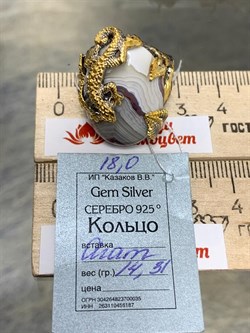 18,0
ИП "Казаков В.В."
Gem Silver
СЕРЕБРО 925°
Кольцо
вставка Агат
вес (гр.) 14,51
цена
ОГРН 304264823700035
ИНН 263110455187